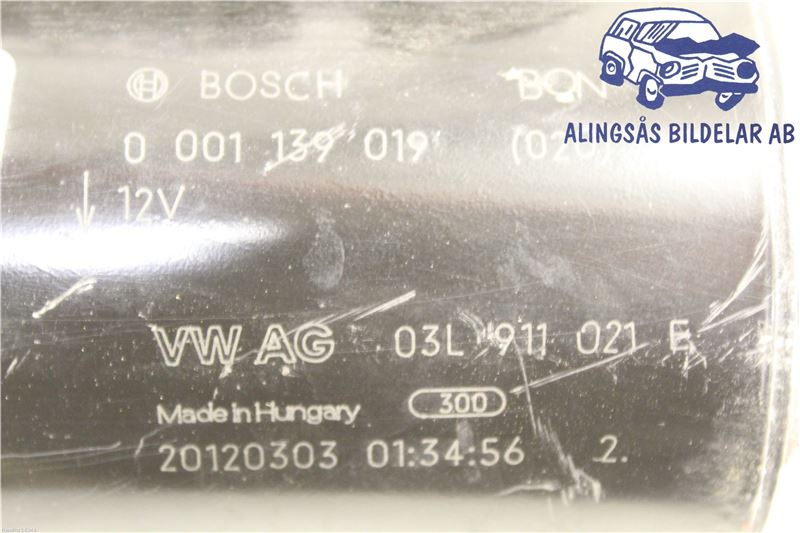 BOSCH
ALINGSÅS BILDELAR AB
0 001 139 019 (020)
12V
VW AG 03L 911 021 E
Made in Hungary 300
20120303 01:34:56 2.